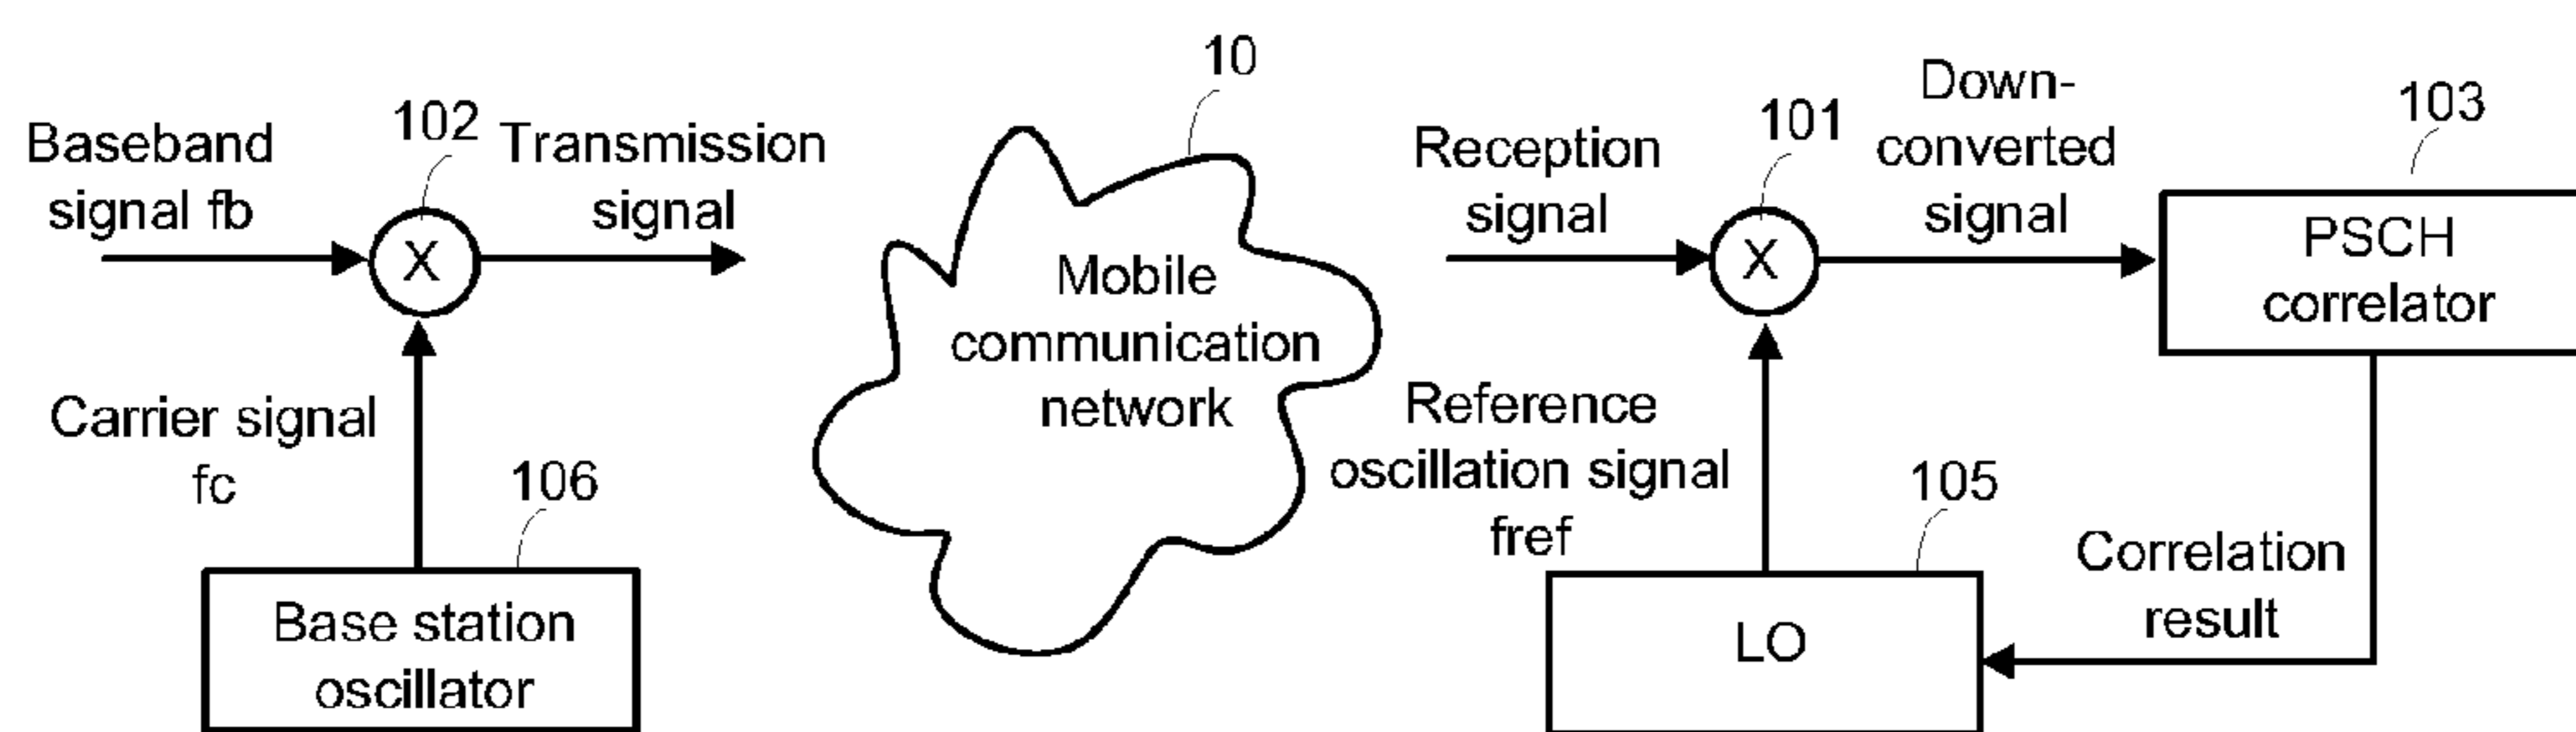 Baseband
signal fb
102
Transmission
signal
Carrier signal
fc
106
Base station
oscillator
10
Mobile
communication
network
Reception
signal
101
Down-
converted
signal
103
PSCH
correlator
Reference
oscillation signal
fref
105
LO
Correlation
result
X
X